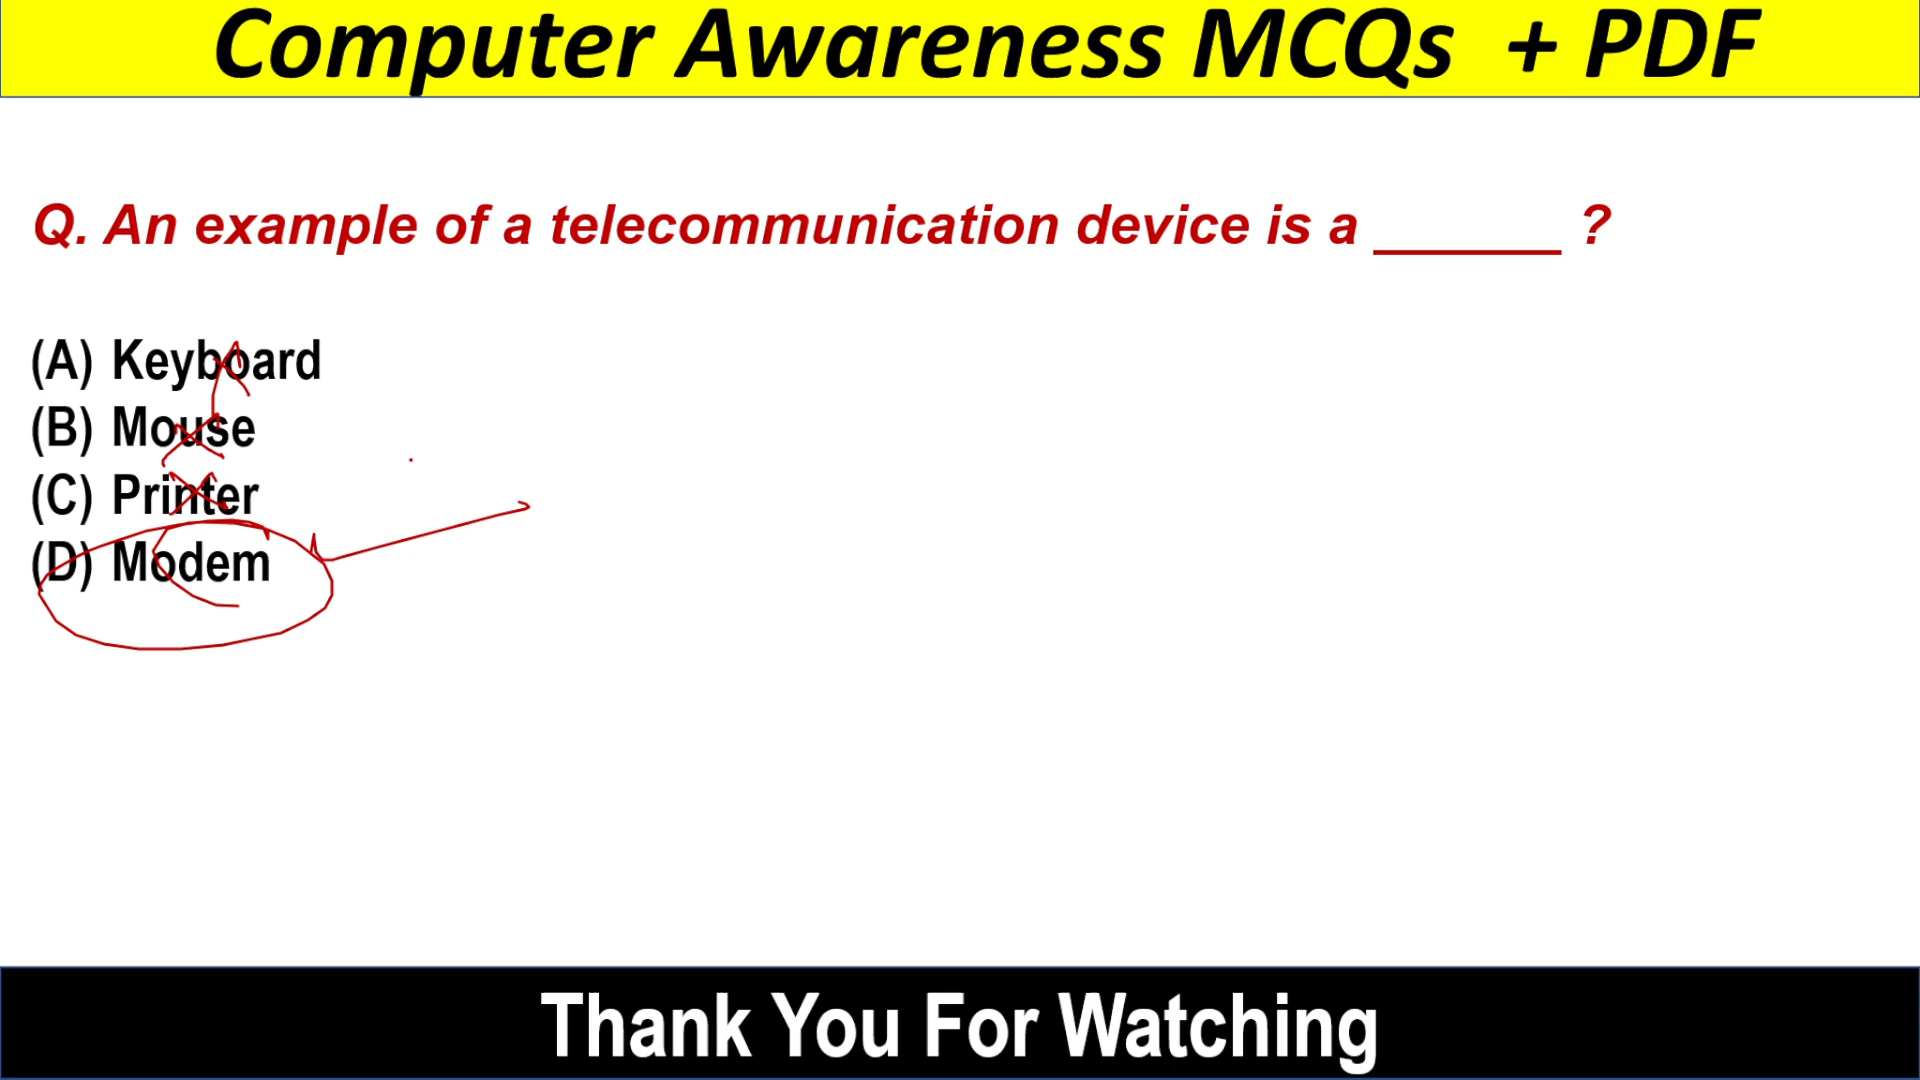 Computer Awareness MCQs + PDF
Q. An example of a telecommunication device is a ______ ?
(A) Keyboard
(B) Mouse
(C) Printer
(D) Modem
Thank You For Watching